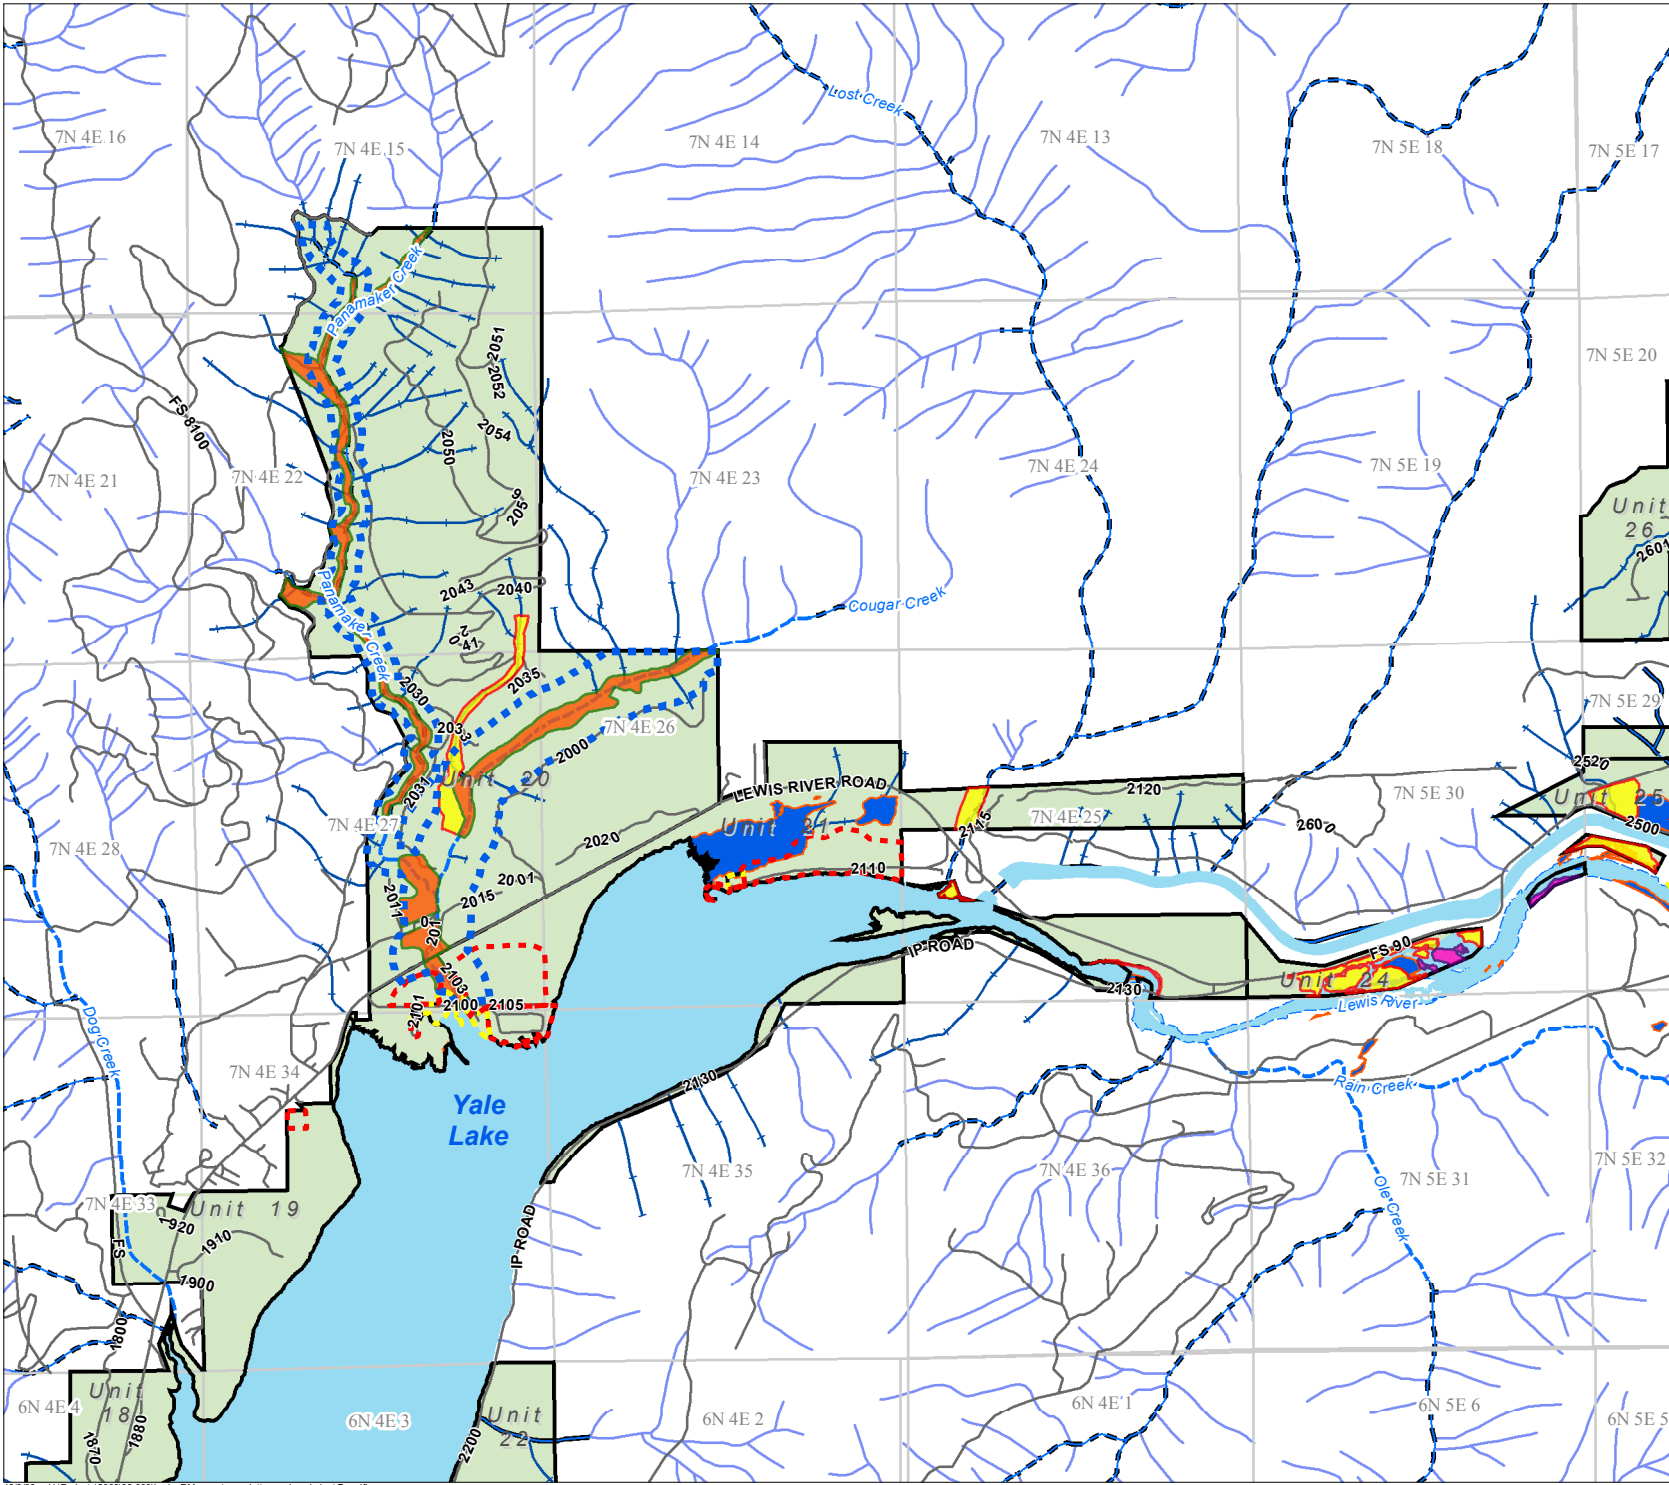 Lost Creek
7N 4E 16
7N 4E 15
7N 4E 14
7N 4E 13
7N 5E 18
7N 5E 17
Panamaker Creek
2051
2052
7N 5E 20
FS 8100
2054
2050
7N 4E 21
7N 4E 22
7N 4E 23
7N 4E 24
7N 5E 19
Unit
26
2601
2043
2040
Cougar Creek
Panamaker Creek
2041
2035
2030
7N 4E 26
7N 5E 29
2000
2031
Unit 20
LEWIS RIVER ROAD
2120
2520
7N 5E 30
Unit 25
7N 4E 27
Unit 21
2115
7N 4E 25
2600
2500
7N 4E 28
2020
2110
2001
2015
2011
201
IP ROAD
FS 90
2103
Unit 24
2130
2101
2100
2105
Lewis River
Dog Creek
7N 4E 34
2130
Rain Creek
Yale
Lake
7N 4E 35
7N 4E 36
7N 5E 31
7N 5E 32
7N 4E 33
Unit 19
1920
1910
FS
IP ROAD
Ole Creek
1900
1800
Unit
18
1880
1870
6N 4E 4
6N 4E 3
Unit
22
2200
6N 4E 2
6N 4E 1
6N 5E 6
6N 5E 5